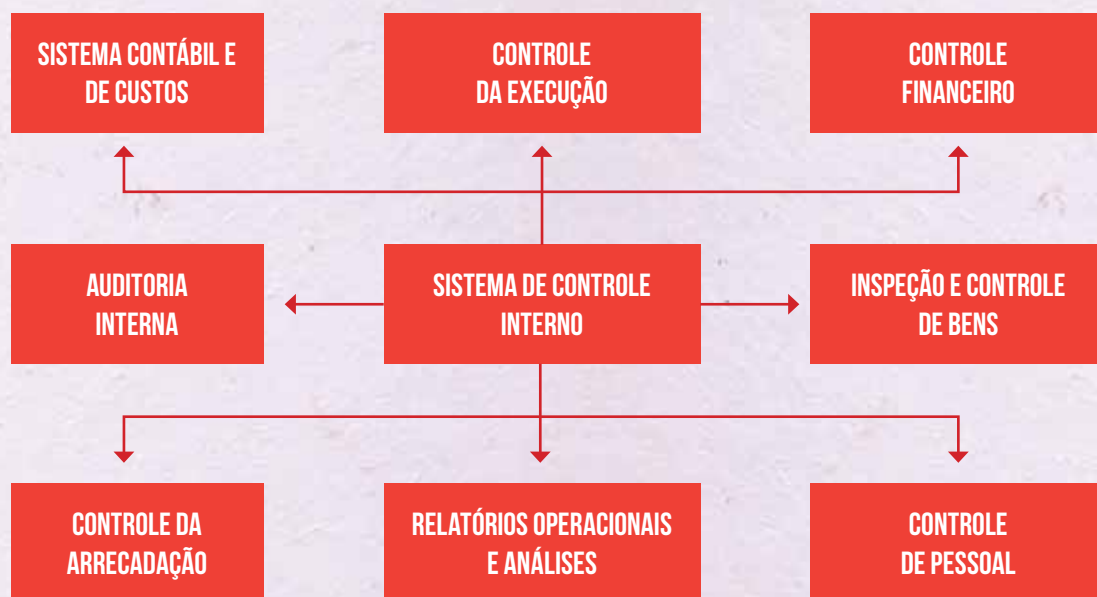 SISTEMA CONTÁBIL E
DE CUSTOS
CONTROLE
DA EXECUÇÃO
CONTROLE
FINANCEIRO
AUDITORIA
INTERNA
SISTEMA DE CONTROLE
INTERNO
INSPEÇÃO E CONTROLE
DE BENS
CONTROLE DA
ARRECADAÇÃO
RELATÓRIOS OPERACIONAIS
E ANÁLISES
CONTROLE
DE PESSOAL